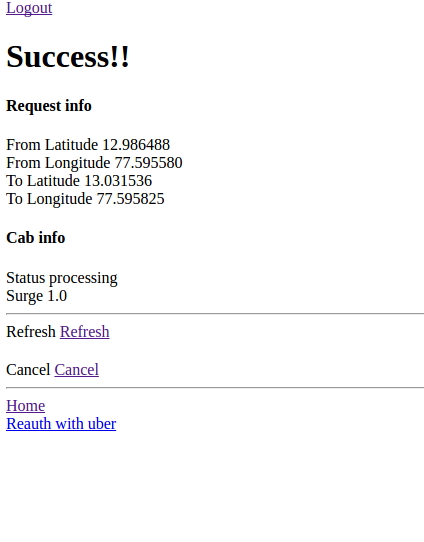 Logout
Success!!
Request info
From Latitude 12.986488
From Longitude 77.595580
To Latitude 13.031536
To Longitude 77.595825
Cab info
Status processing
Surge 1.0
Refresh Refresh
Cancel Cancel
Home
Reauth with uber